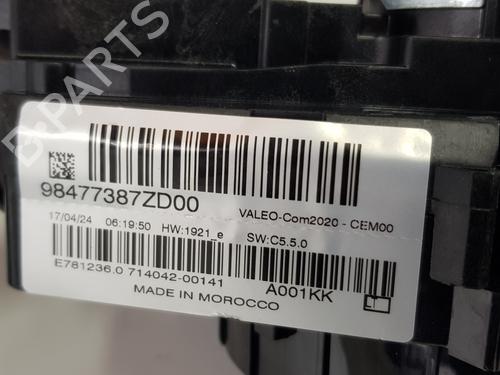 B-PARTS
98477387ZD00
VALEO-Com2020 - CEM00
17/04/24 06:19:50 HW:1921_e SW:C5.5.0
E781236.0 714042-00141 A001KK
MADE IN MOROCCO